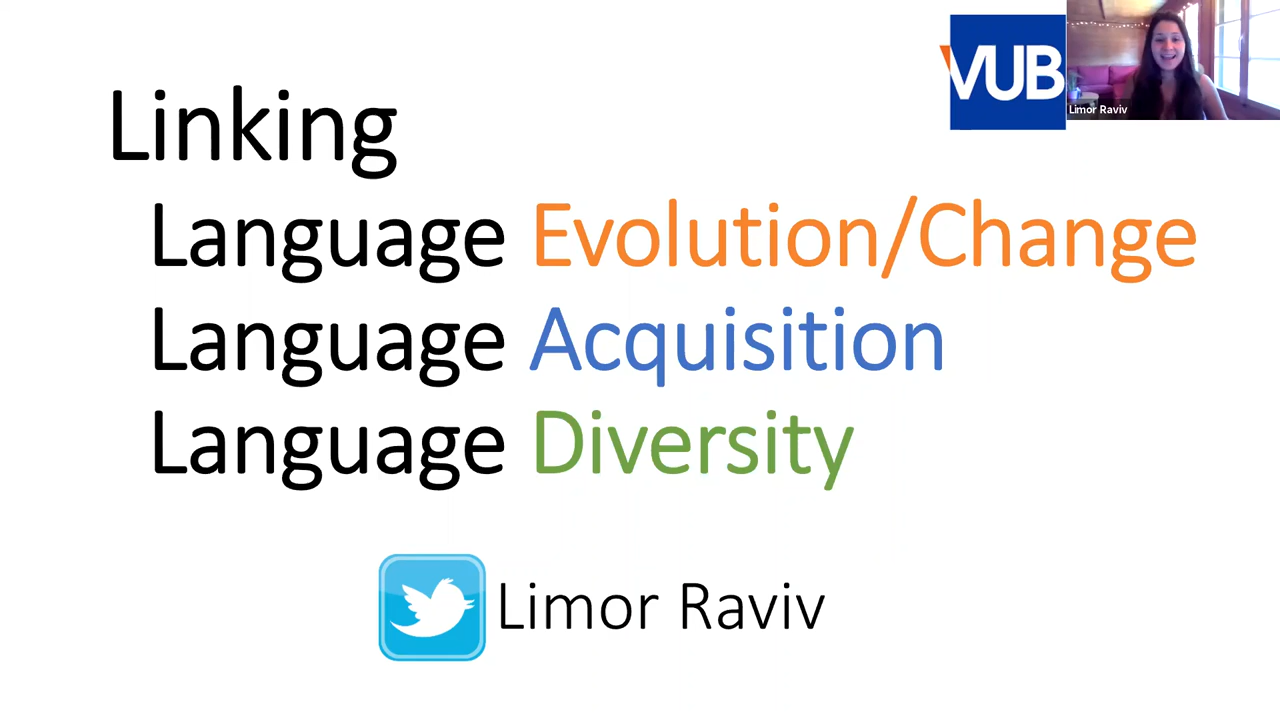 VUB
Limor Raviv
Linking
Language Evolution/Change
Language Acquisition
Language Diversity
Limor Raviv